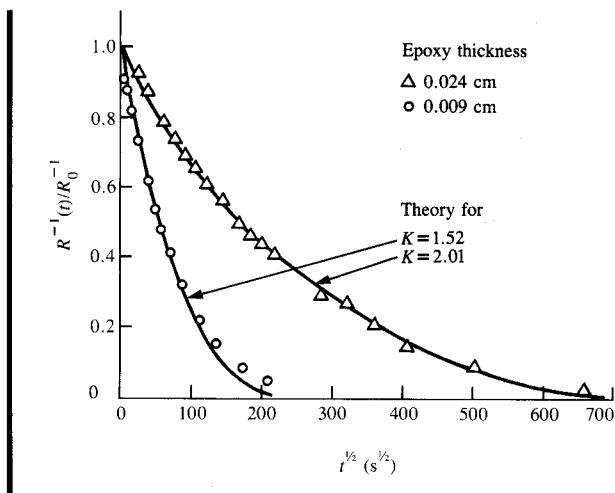 Epoxy thickness
△ 0.024 cm
○ 0.009 cm
Theory for
K=1.52
K=2.01
R⁻¹(t)/R₀⁻¹
1.0
0.8
0.6
0.4
0.2
0
0 100 200 300 400 500 600 700
t^½ (s^½)